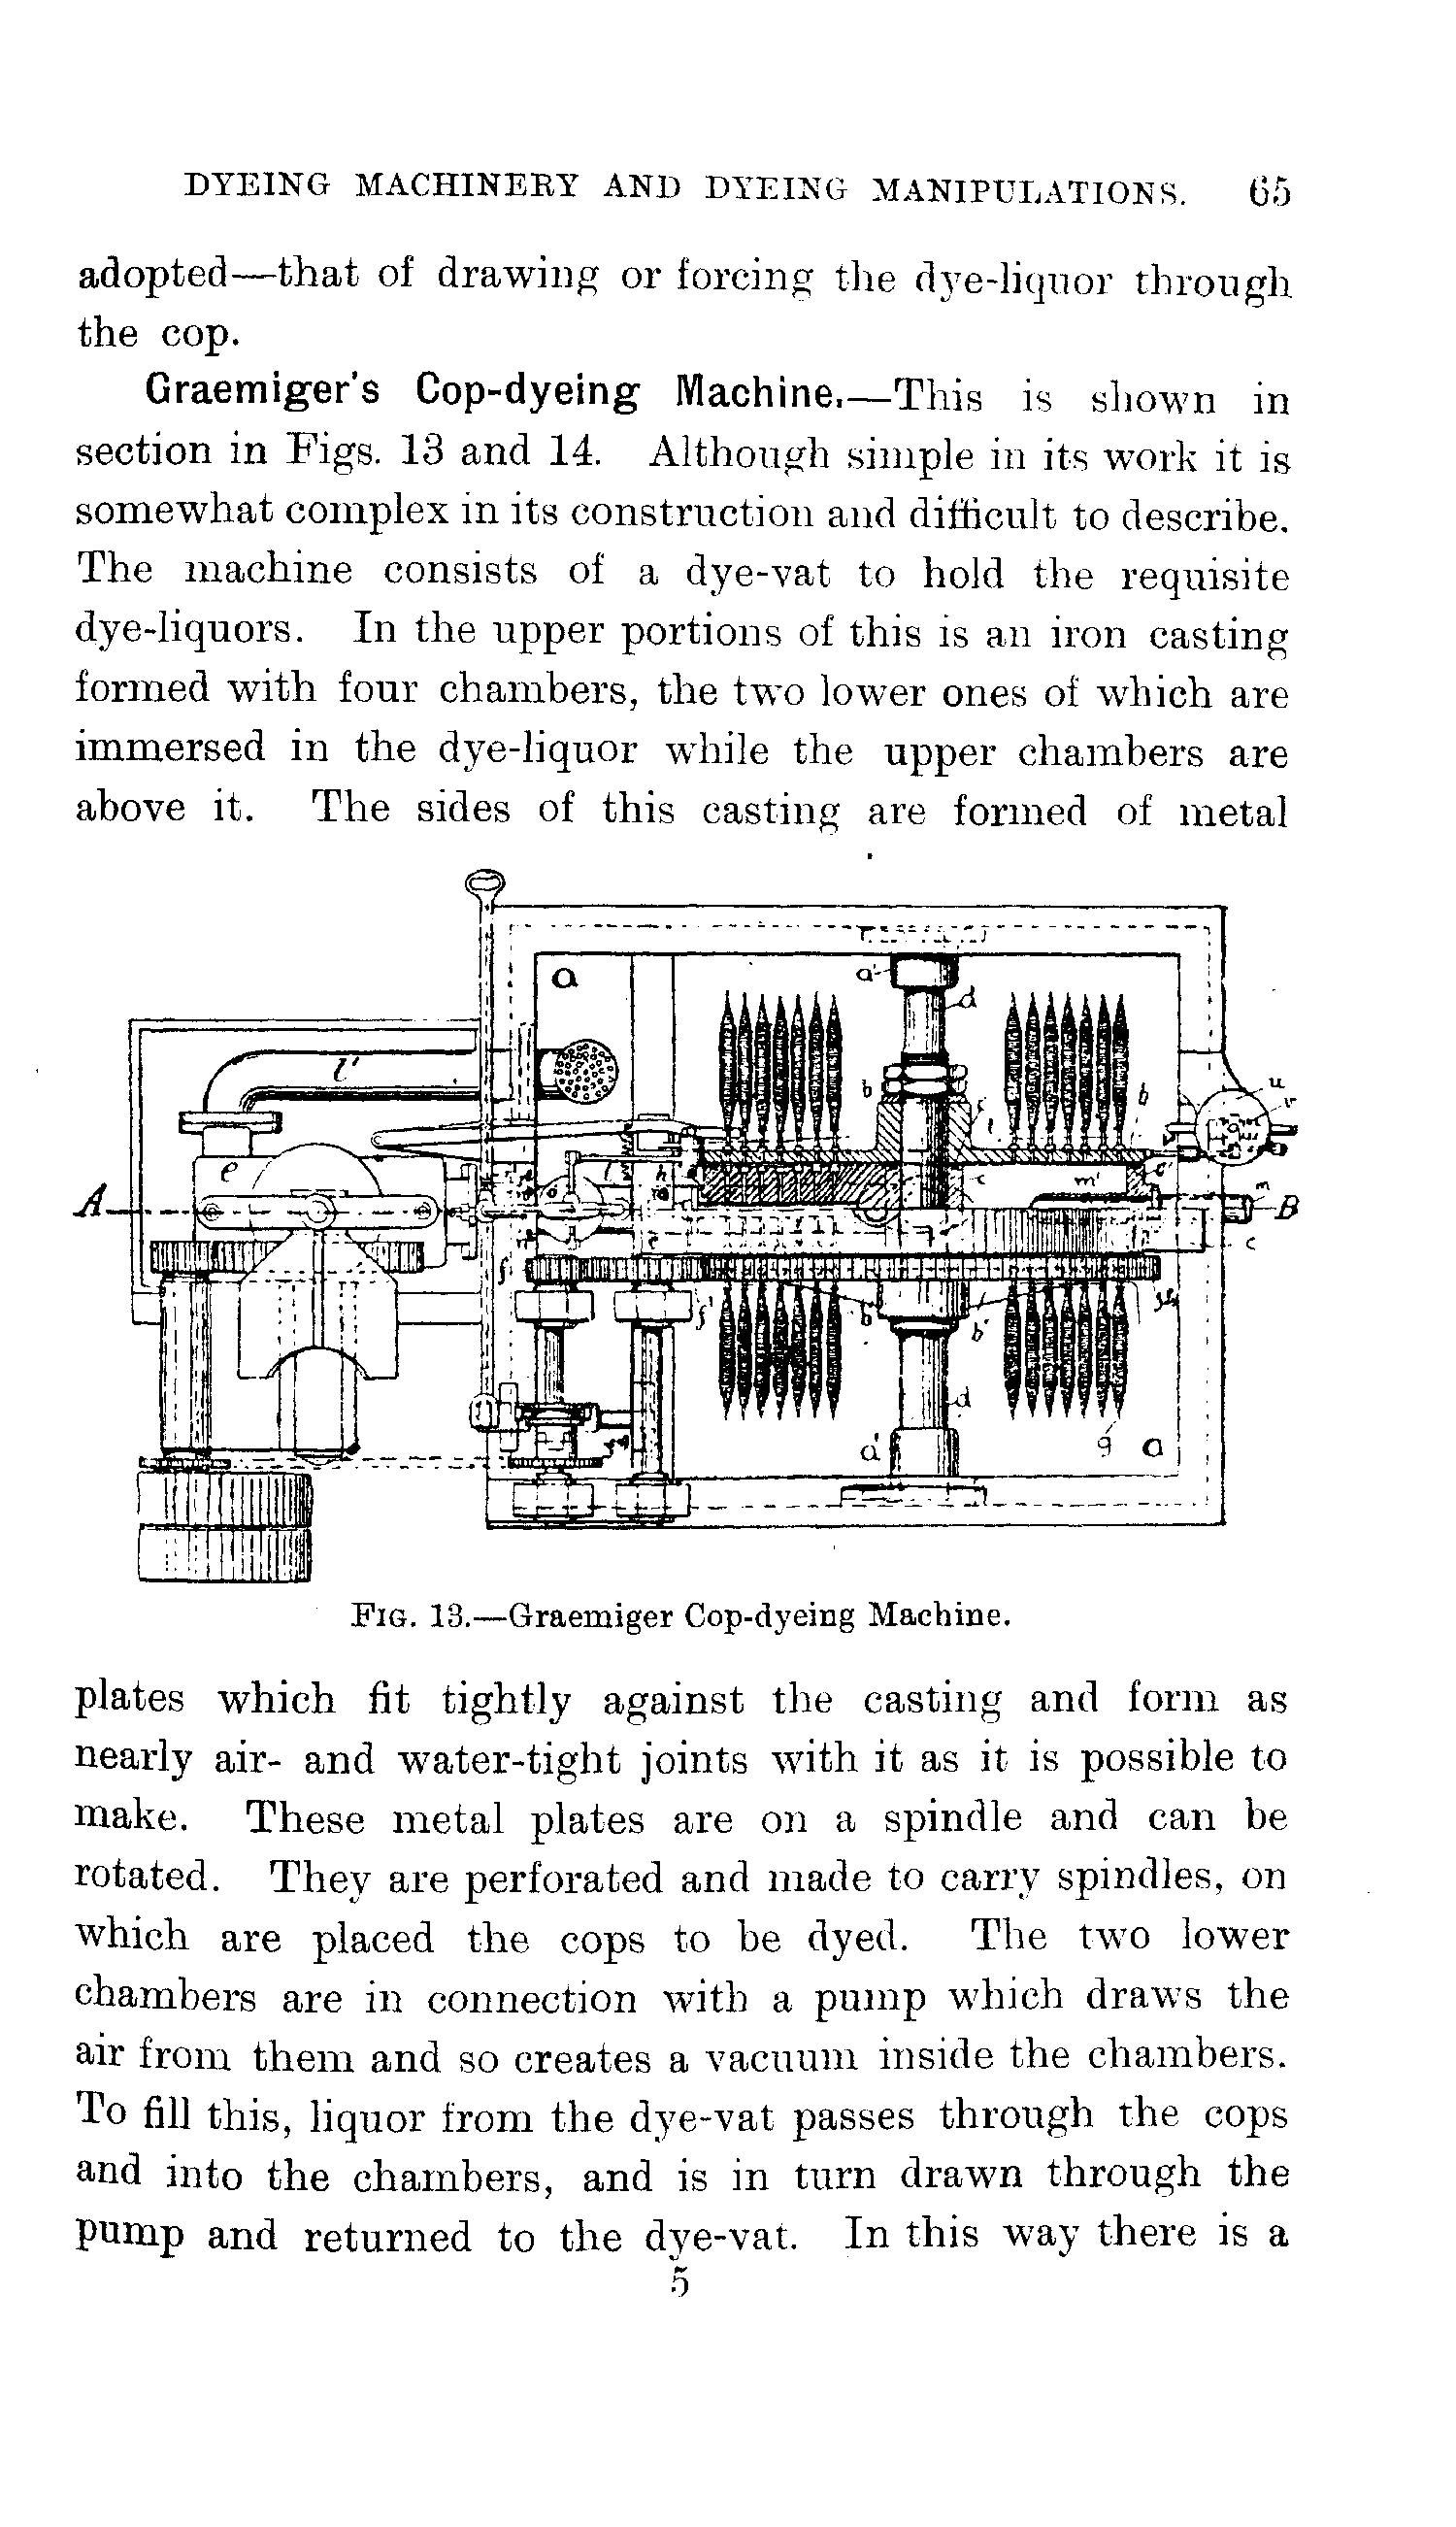 DYEING MACHINERY AND DYEING MANIPULATIONS. 65
adopted—that of drawing or forcing the dye-liquor through
the cop.
Graemiger's Cop-dyeing Machine.—This is shown in
section in Figs. 13 and 14. Although simple in its work it is
somewhat complex in its construction and difficult to describe.
The machine consists of a dye-vat to hold the requisite
dye-liquors. In the upper portions of this is an iron casting
formed with four chambers, the two lower ones of which are
immersed in the dye-liquor while the upper chambers are
above it. The sides of this casting are formed of metal
a
a'
d
l'
b
b
u
v
e
A
m'
m
B
c
f
f'
b'
d
a'
g
a
FIG. 13.—Graemiger Cop-dyeing Machine.
plates which fit tightly against the casting and form as
nearly air- and water-tight joints with it as it is possible to
make. These metal plates are on a spindle and can be
rotated. They are perforated and made to carry spindles, on
which are placed the cops to be dyed. The two lower
chambers are in connection with a pump which draws the
air from them and so creates a vacuum inside the chambers.
To fill this, liquor from the dye-vat passes through the cops
and into the chambers, and is in turn drawn through the
pump and returned to the dye-vat. In this way there is a
5